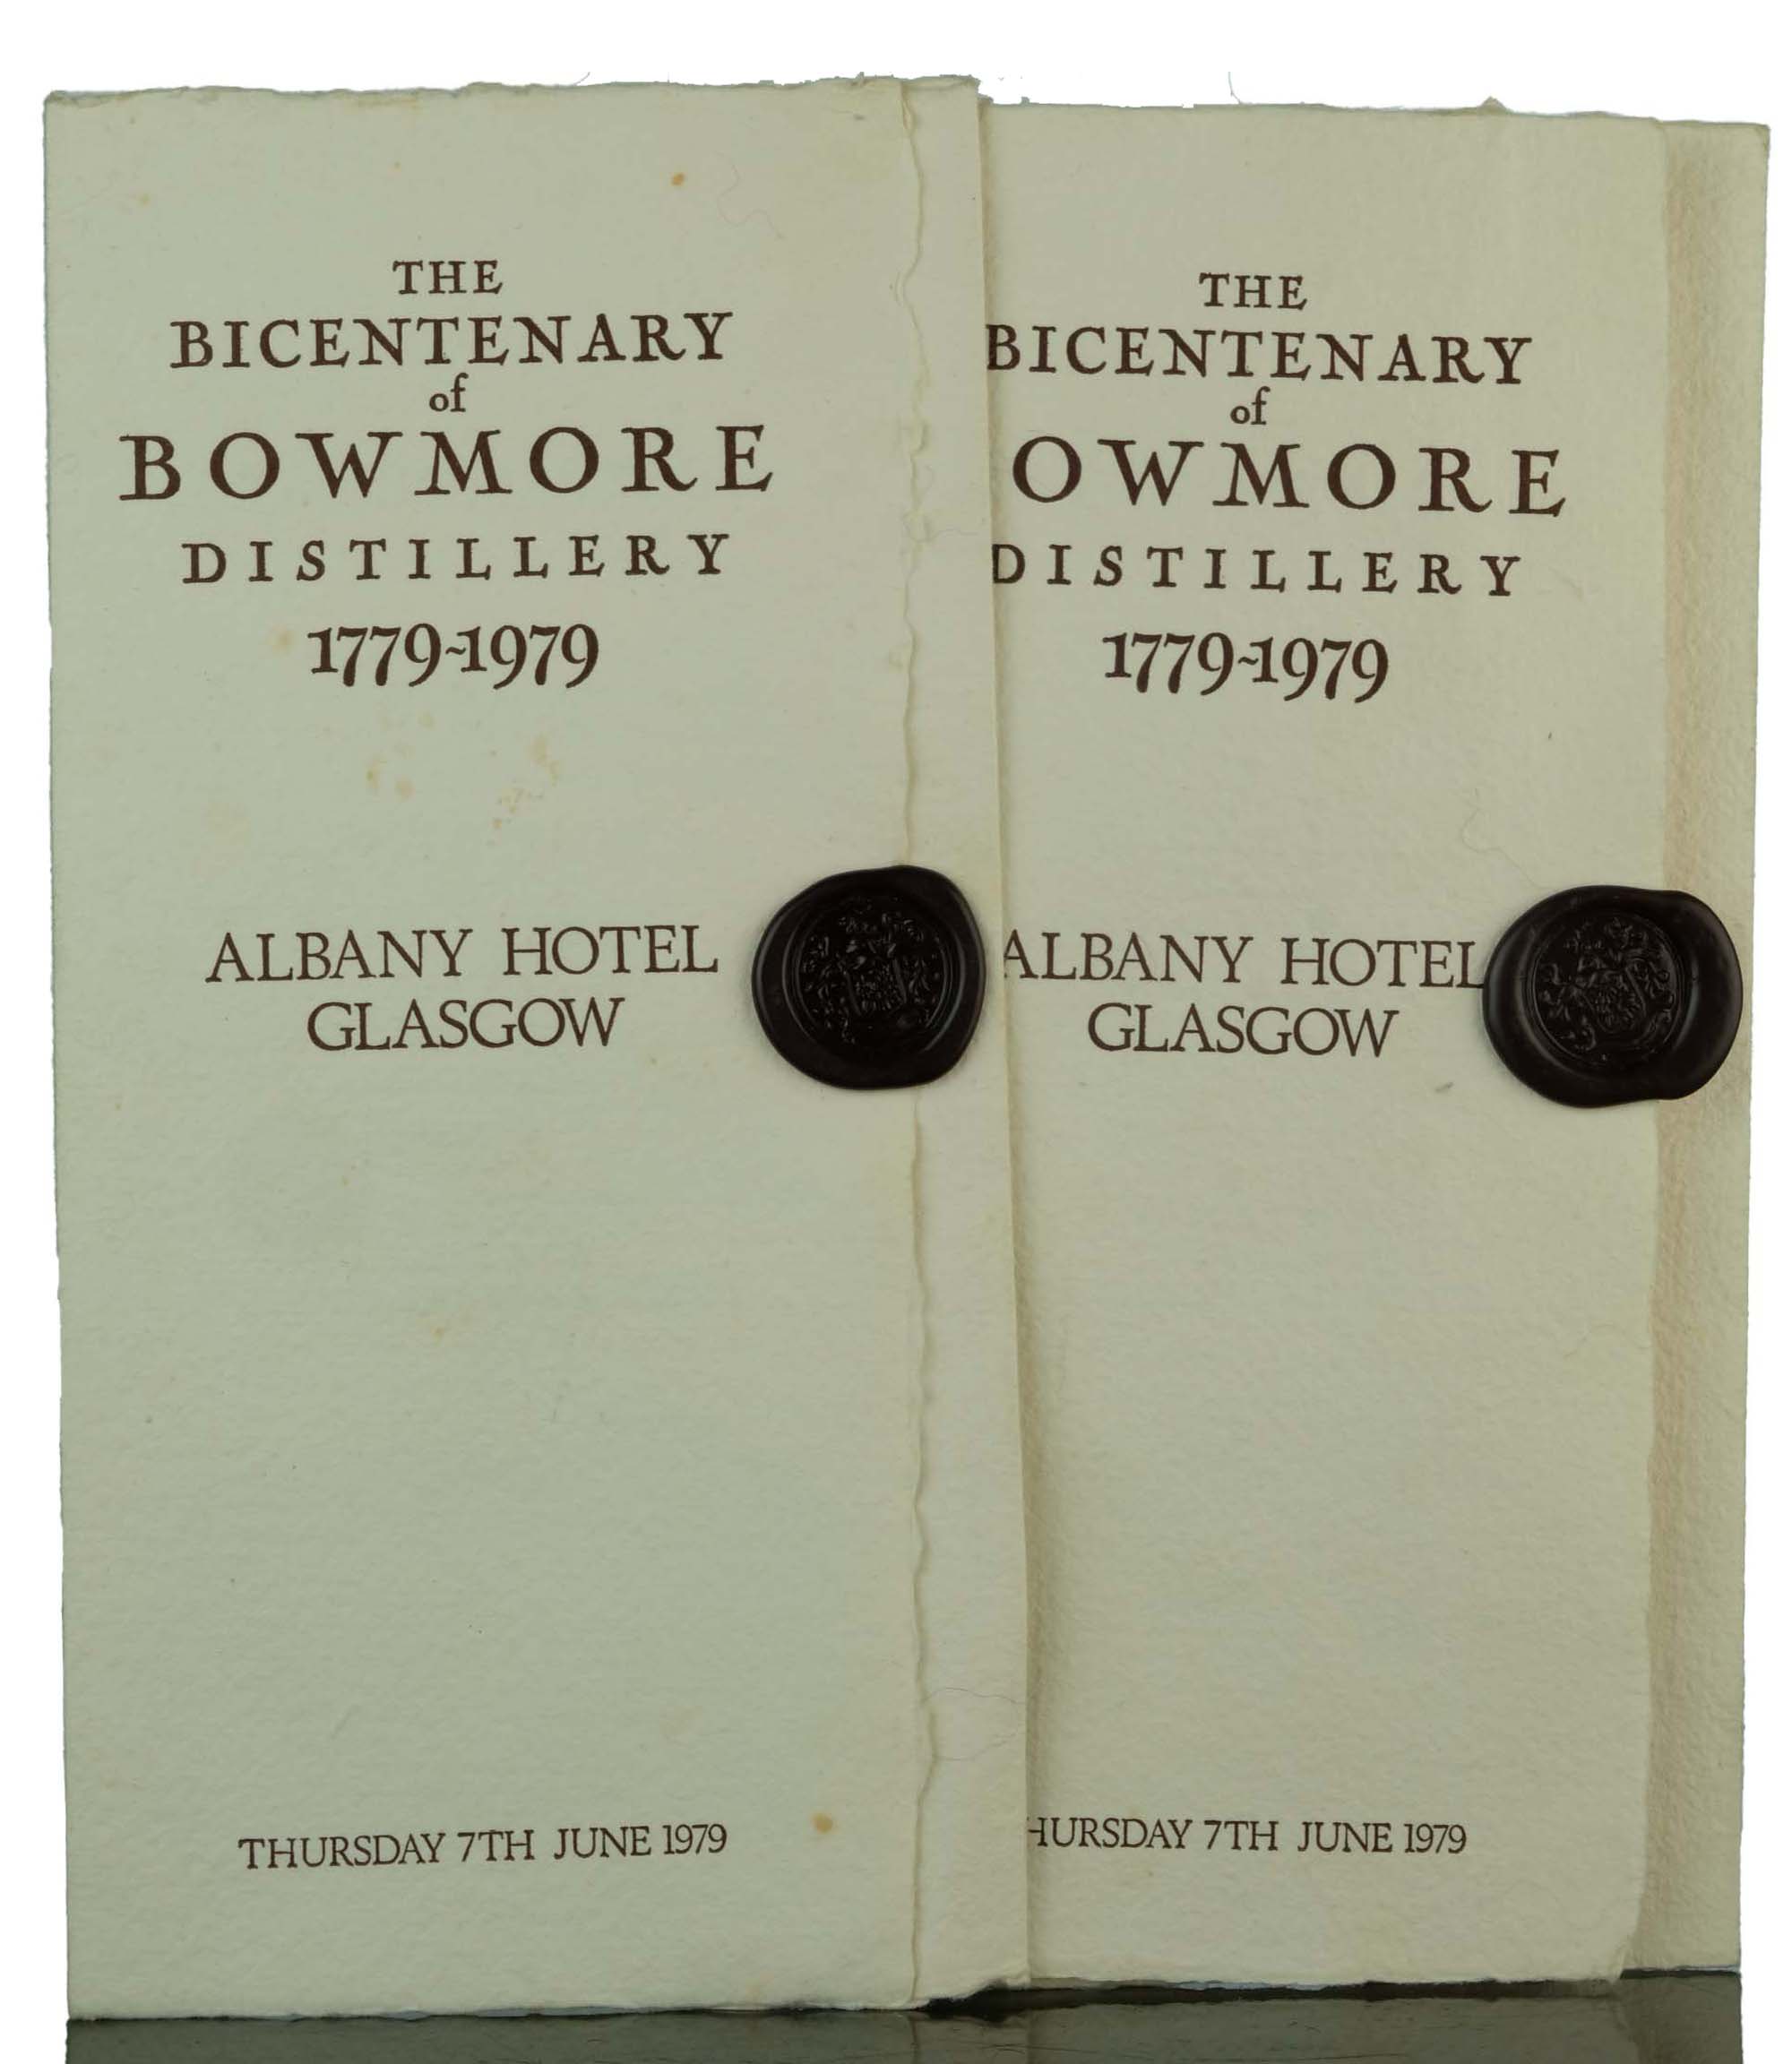 THE
BICENTENARY
of
BOWMORE
DISTILLERY
1779~1979
ALBANY HOTEL
GLASGOW
THURSDAY 7TH JUNE 1979
THE
BICENTENARY
of
OWMORE
DISTILLERY
1779~1979
ALBANY HOTEL
GLASGOW
HURSDAY 7TH JUNE 1979